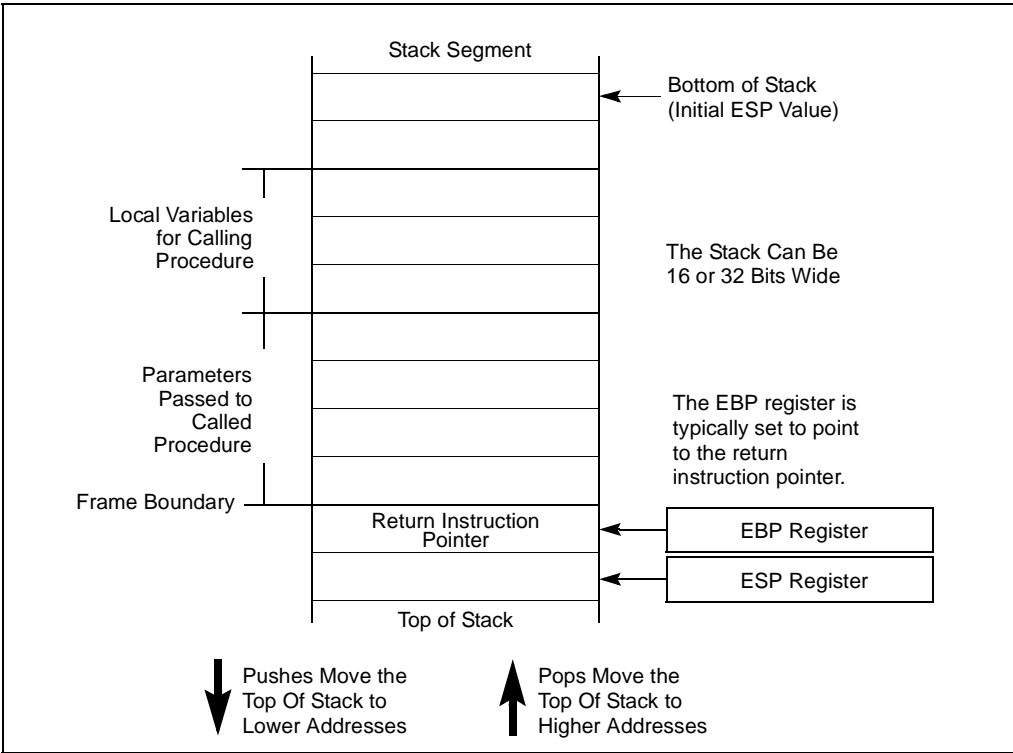 Stack Segment
Bottom of Stack
(Initial ESP Value)
Local Variables
for Calling
Procedure
The Stack Can Be
16 or 32 Bits Wide
Parameters
Passed to
Called
Procedure
The EBP register is
typically set to point
to the return
instruction pointer.
Frame Boundary
Return Instruction
Pointer
EBP Register
ESP Register
Top of Stack
Pushes Move the
Top Of Stack to
Lower Addresses
Pops Move the
Top Of Stack to
Higher Addresses